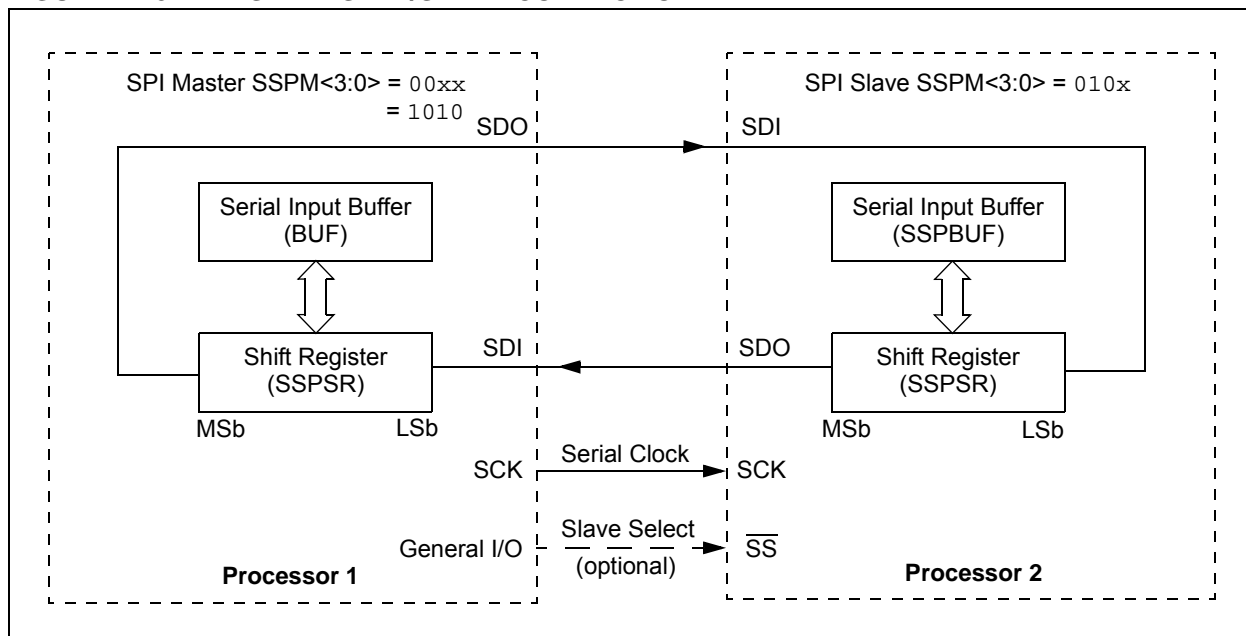 SPI Master SSPM<3:0> = 00xx
= 1010
SPI Slave SSPM<3:0> = 010x
SDO
SDI
Serial Input Buffer
(BUF)
Serial Input Buffer
(SSPBUF)
Shift Register
(SSPSR)
SDI
SDO
Shift Register
(SSPSR)
MSb
LSb
MSb
LSb
SCK
Serial Clock
SCK
General I/O
Slave Select
(optional)
S̅S̅
Processor 1
Processor 2